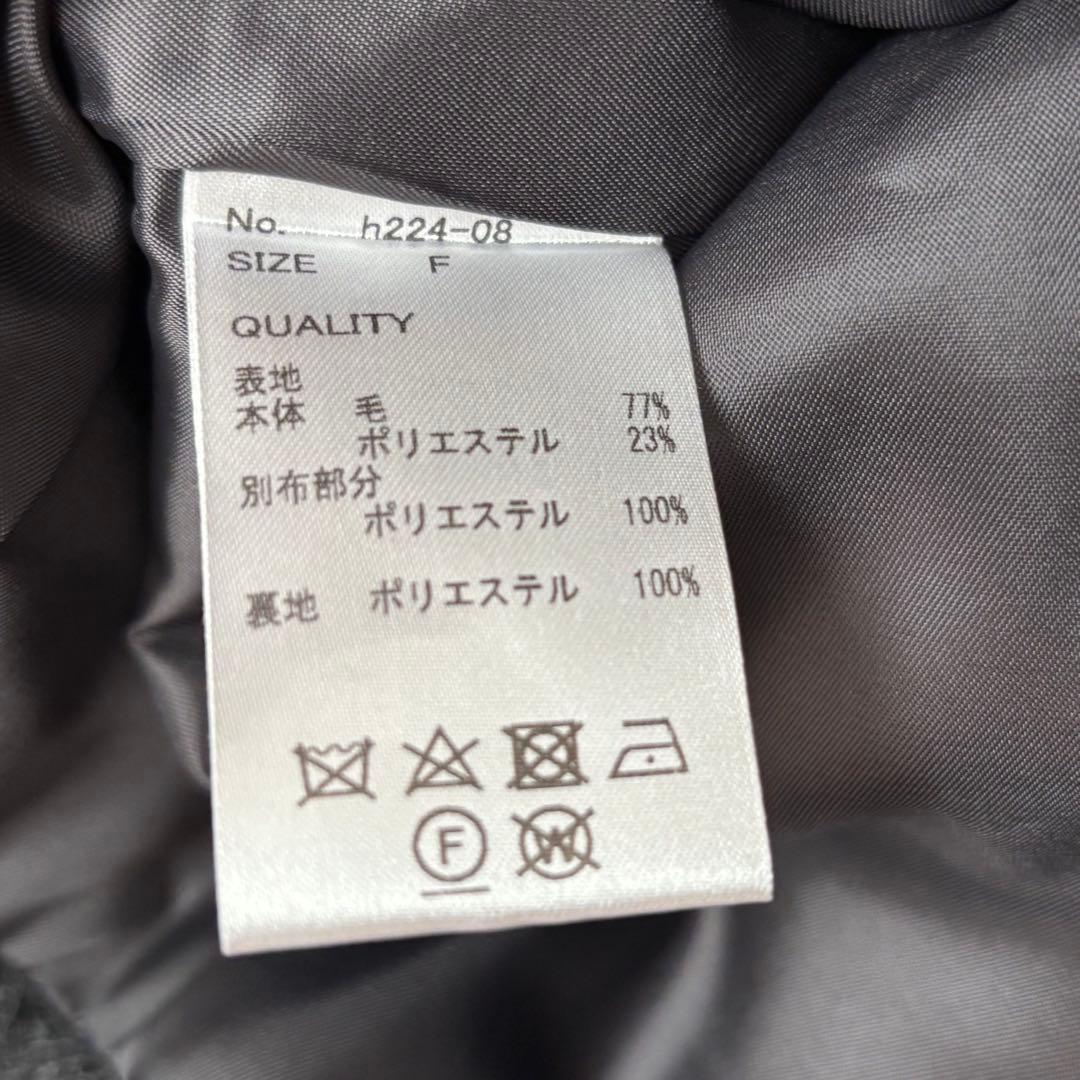 No. h224-08
SIZE F
QUALITY
表地
本体 毛 77%
ポリエステル 23%
別布部分
ポリエステル 100%
裏地 ポリエステル 100%
F W